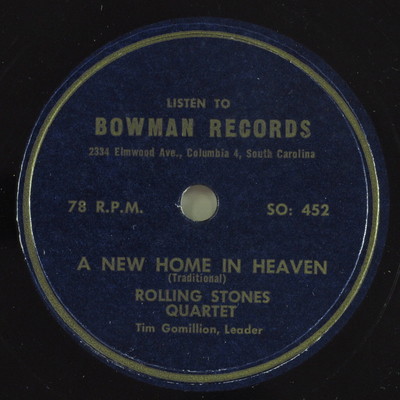 LISTEN TO
BOWMAN RECORDS
2334 Elmwood Ave., Columbia 4, South Carolina
78 R.P.M. SO: 452
A NEW HOME IN HEAVEN
(Traditional)
ROLLING STONES
QUARTET
Tim Gomillion, Leader